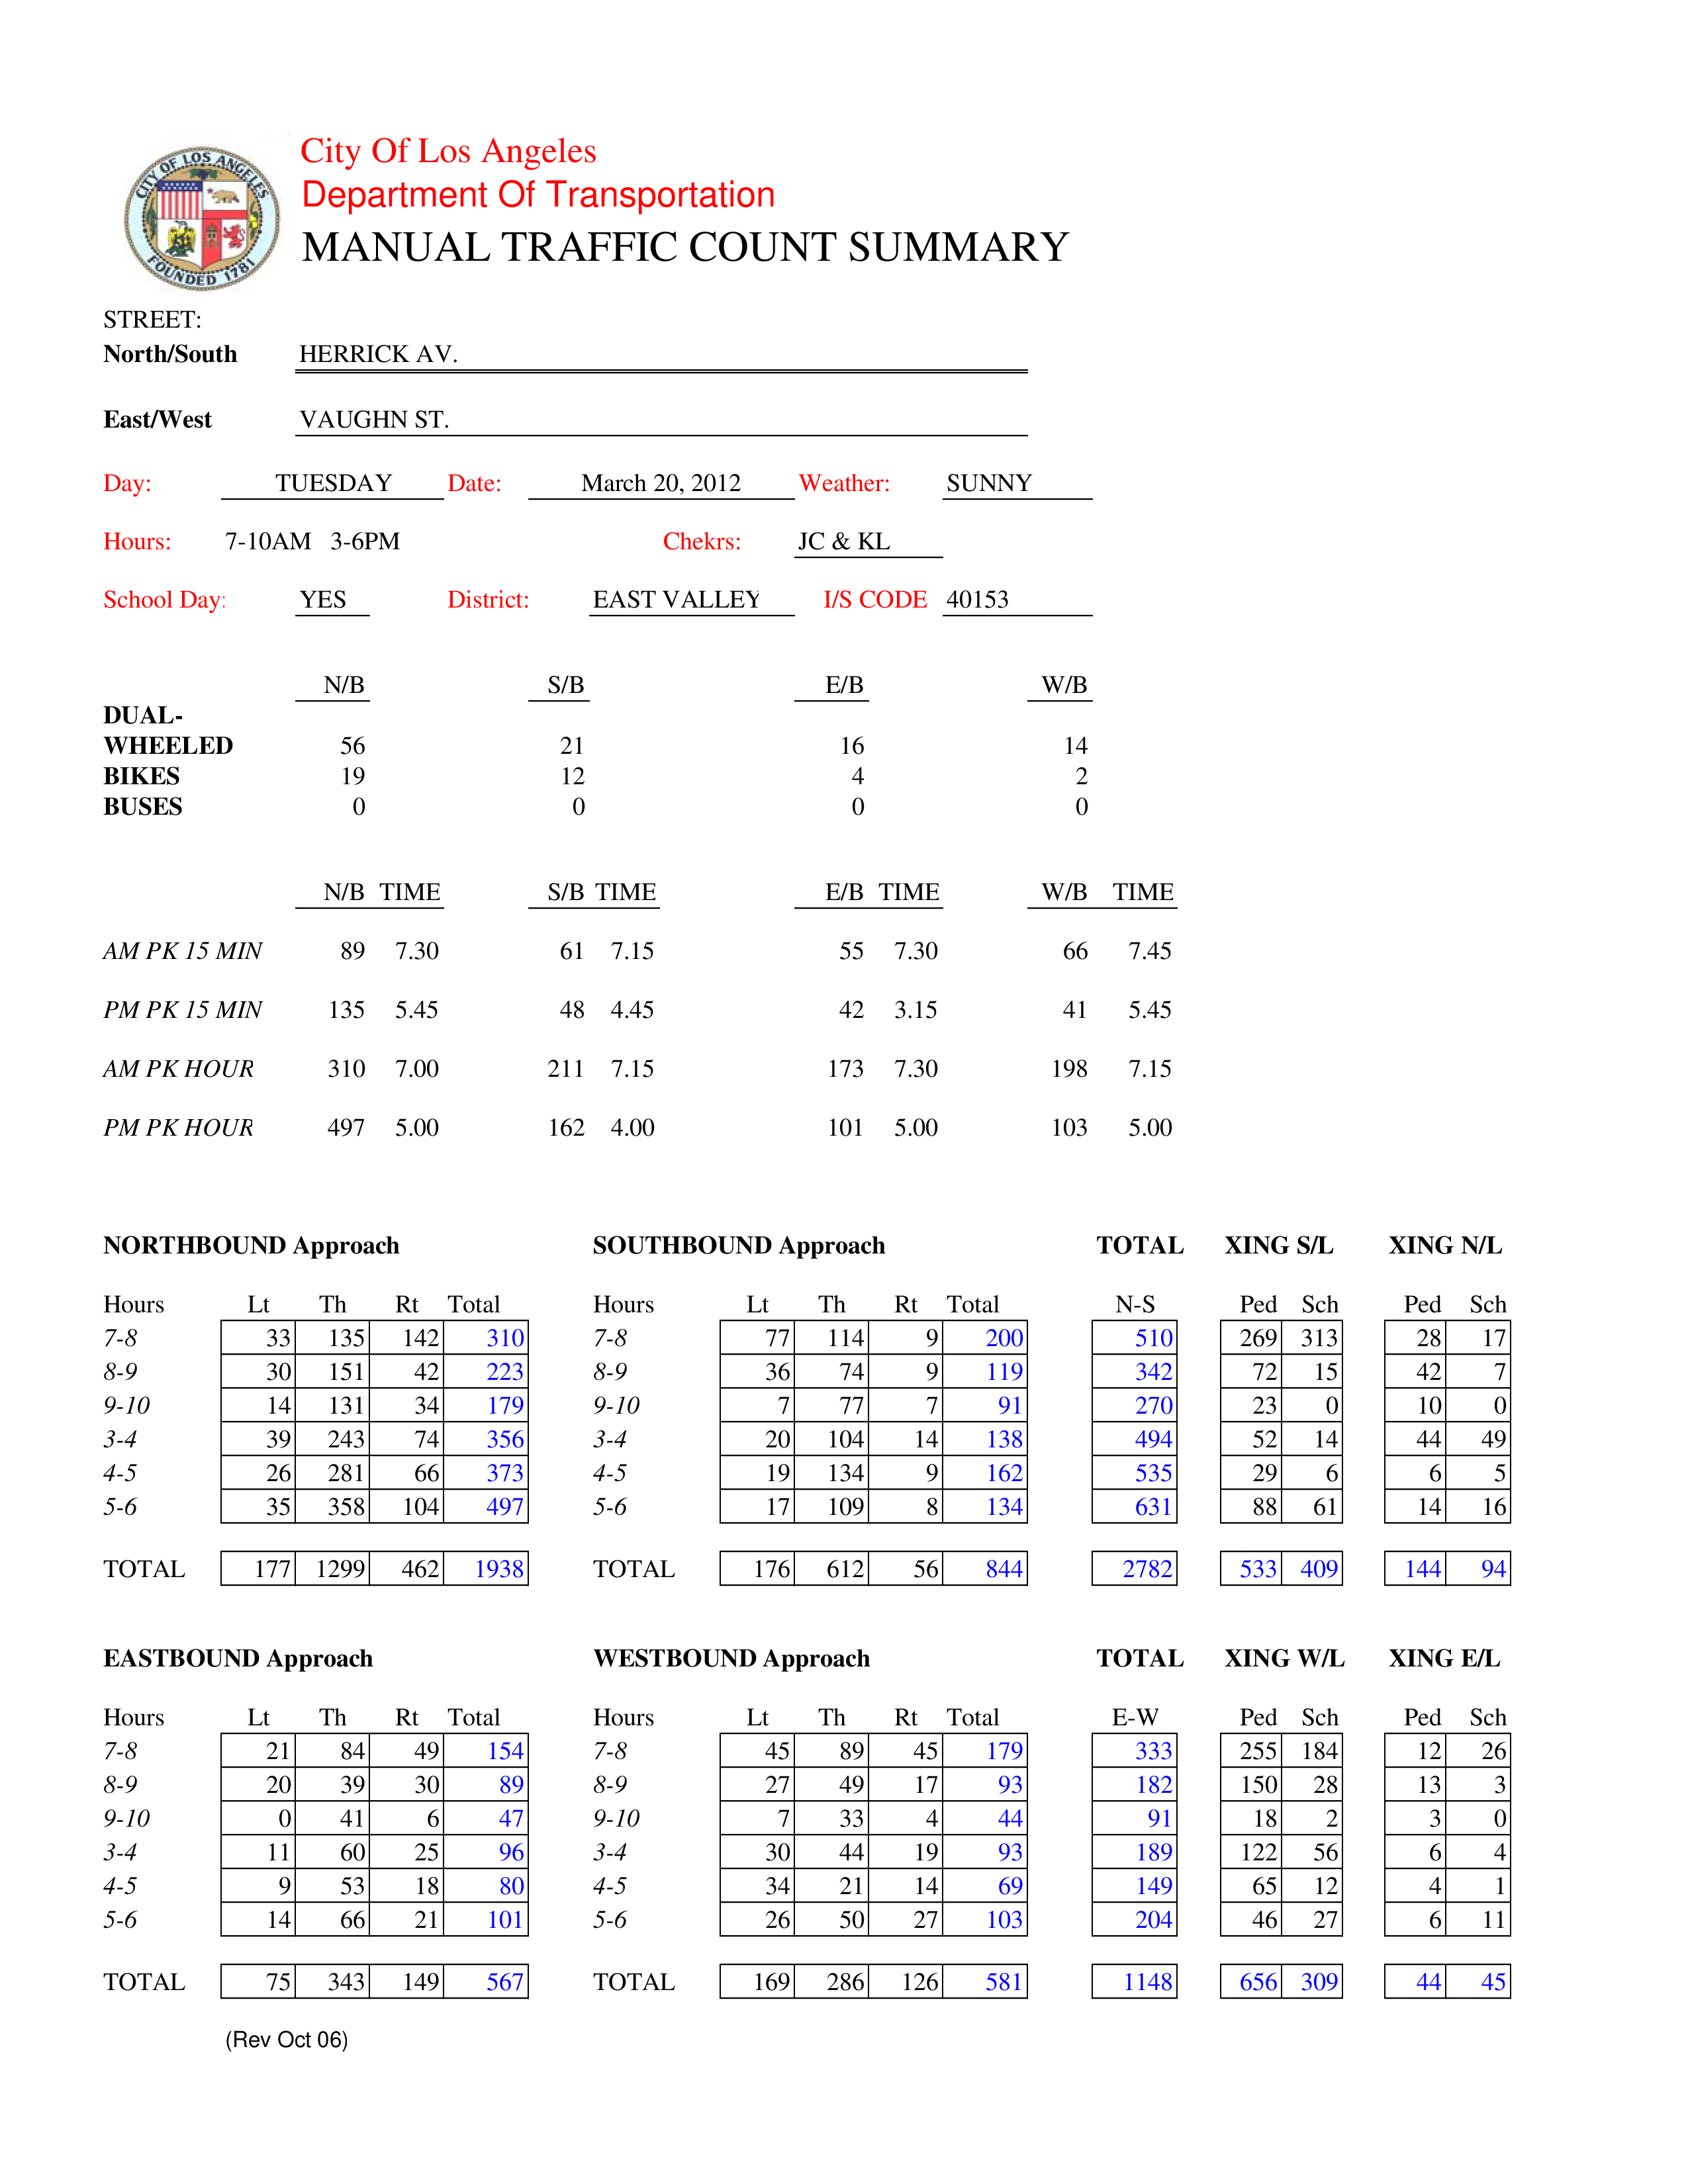 CITY OF LOS ANGELES
FOUNDED 1781
City Of Los Angeles
Department Of Transportation
MANUAL TRAFFIC COUNT SUMMARY
STREET:
North/South HERRICK AV.
East/West VAUGHN ST.
Day: TUESDAY Date: March 20, 2012 Weather: SUNNY
Hours: 7-10AM 3-6PM Chekrs: JC & KL
School Day: YES District: EAST VALLEY I/S CODE 40153
N/B S/B E/B W/B
DUAL-
WHEELED 56 21 16 14
BIKES 19 12 4 2
BUSES 0 0 0 0
N/B TIME S/B TIME E/B TIME W/B TIME
AM PK 15 MIN 89 7.30 61 7.15 55 7.30 66 7.45
PM PK 15 MIN 135 5.45 48 4.45 42 3.15 41 5.45
AM PK HOUR 310 7.00 211 7.15 173 7.30 198 7.15
PM PK HOUR 497 5.00 162 4.00 101 5.00 103 5.00
NORTHBOUND Approach SOUTHBOUND Approach TOTAL XING S/L XING N/L
Hours Lt Th Rt Total Hours Lt Th Rt Total N-S Ped Sch Ped Sch
7-8 33 135 142 310 7-8 77 114 9 200 510 269 313 28 17
8-9 30 151 42 223 8-9 36 74 9 119 342 72 15 42 7
9-10 14 131 34 179 9-10 7 77 7 91 270 23 0 10 0
3-4 39 243 74 356 3-4 20 104 14 138 494 52 14 44 49
4-5 26 281 66 373 4-5 19 134 9 162 535 29 6 6 5
5-6 35 358 104 497 5-6 17 109 8 134 631 88 61 14 16
TOTAL 177 1299 462 1938 TOTAL 176 612 56 844 2782 533 409 144 94
EASTBOUND Approach WESTBOUND Approach TOTAL XING W/L XING E/L
Hours Lt Th Rt Total Hours Lt Th Rt Total E-W Ped Sch Ped Sch
7-8 21 84 49 154 7-8 45 89 45 179 333 255 184 12 26
8-9 20 39 30 89 8-9 27 49 17 93 182 150 28 13 3
9-10 0 41 6 47 9-10 7 33 4 44 91 18 2 3 0
3-4 11 60 25 96 3-4 30 44 19 93 189 122 56 6 4
4-5 9 53 18 80 4-5 34 21 14 69 149 65 12 4 1
5-6 14 66 21 101 5-6 26 50 27 103 204 46 27 6 11
TOTAL 75 343 149 567 TOTAL 169 286 126 581 1148 656 309 44 45
(Rev Oct 06)